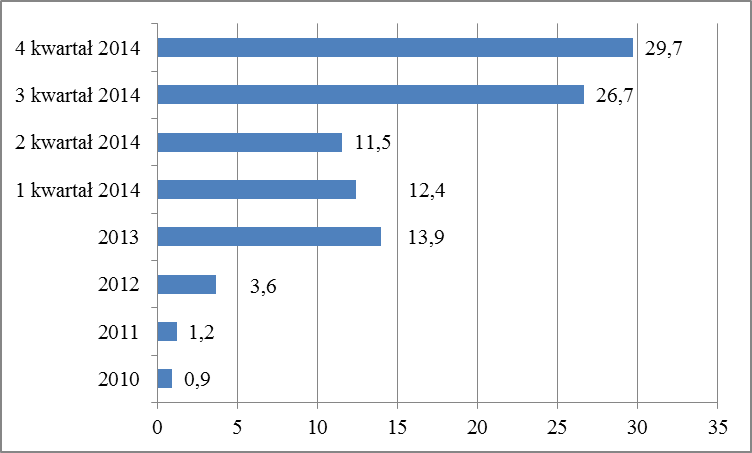 4 kwartał 2014 29,7
3 kwartał 2014 26,7
2 kwartał 2014 11,5
1 kwartał 2014 12,4
2013 13,9
2012 3,6
2011 1,2
2010 0,9
0 5 10 15 20 25 30 35